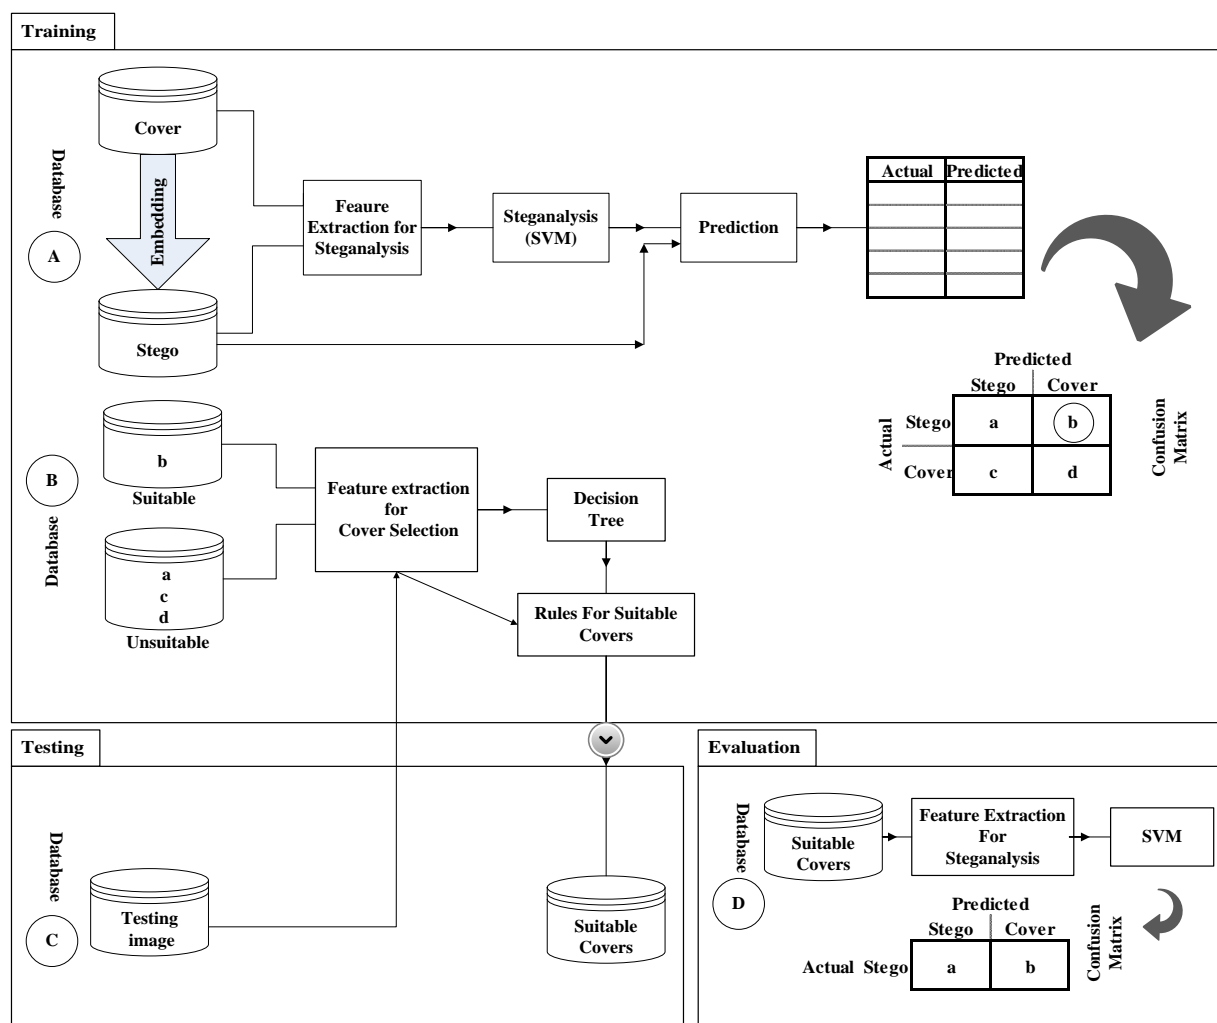 Training
Cover
Database
A
Embedding
Stego
Feaure
Extraction for
Steganalysis
Steganalysis
(SVM)
Prediction
Actual Predicted
Predicted
Stego Cover
Actual
Stego a b
Cover c d
Confusion
Matrix
b
Suitable
B
Database
a
c
d
Unsuitable
Feature extraction
for
Cover Selection
Decision
Tree
Rules For Suitable
Covers
Testing
Database
C
Testing
image
Suitable
Covers
Evaluation
Database
D
Suitable
Covers
Feature Extraction
For
Steganalysis
SVM
Predicted
Stego Cover
Actual Stego a b
Confusion
Matrix